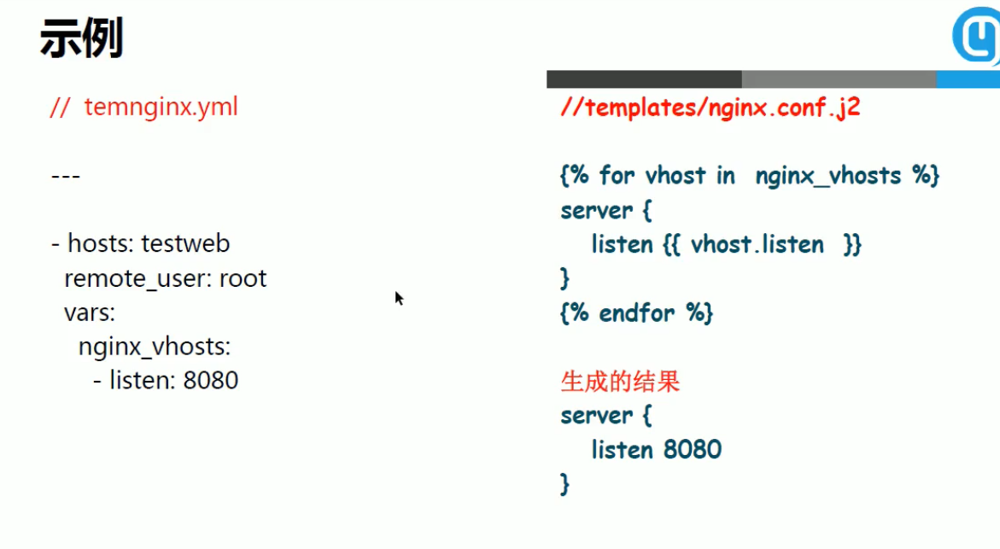 示例
// temnginx.yml
---
- hosts: testweb
remote_user: root
vars:
nginx_vhosts:
- listen: 8080
//templates/nginx.conf.j2
{% for vhost in nginx_vhosts %}
server {
listen {{ vhost.listen }}
}
{% endfor %}
生成的结果
server {
listen 8080
}